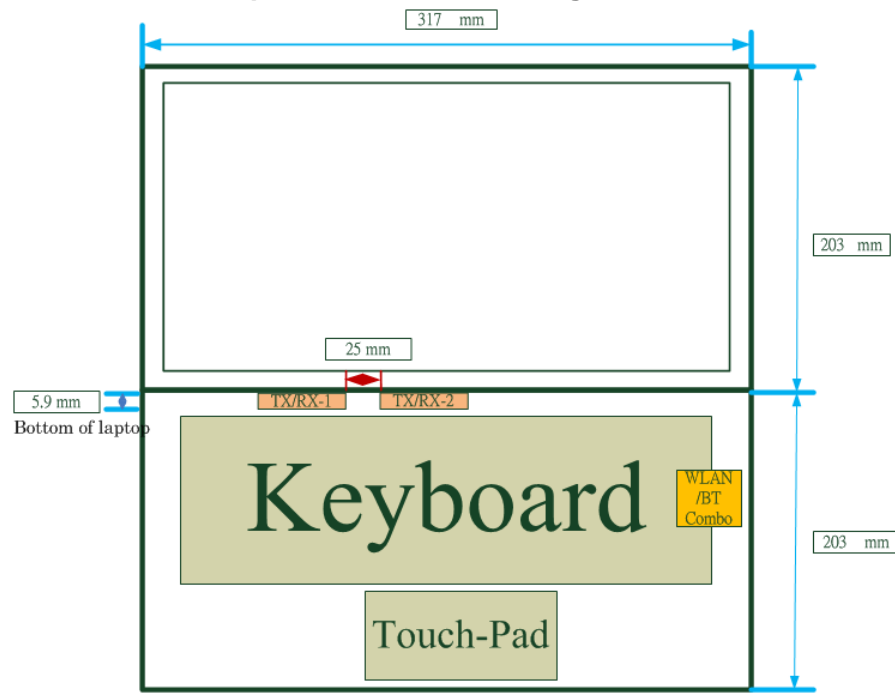 317 mm
203 mm
25 mm
5.9 mm
TX/RX-1
TX/RX-2
Bottom of laptop
Keyboard
WLAN
/BT
Combo
203 mm
Touch-Pad